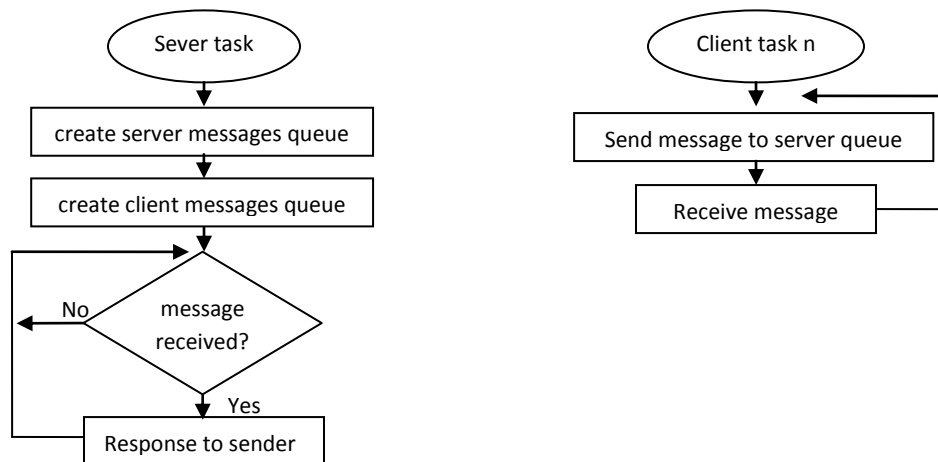 Sever task
create server messages queue
create client messages queue
No
message
received?
Yes
Response to sender
Client task n
Send message to server queue
Receive message